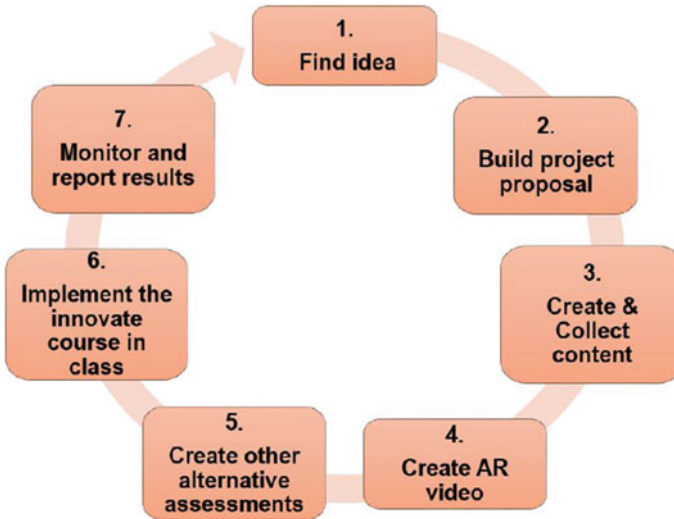 1.
Find idea
2.
Build project
proposal
3.
Create &
Collect
content
4.
Create AR
video
5.
Create other
alternative
assessments
6.
Implement the
innovate
course in
class
7.
Monitor and
report results